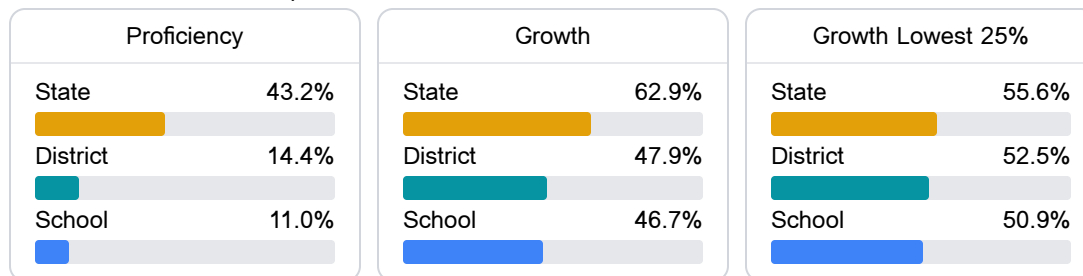 Proficiency
State 43.2%
District 14.4%
School 11.0%
Growth
State 62.9%
District 47.9%
School 46.7%
Growth Lowest 25%
State 55.6%
District 52.5%
School 50.9%